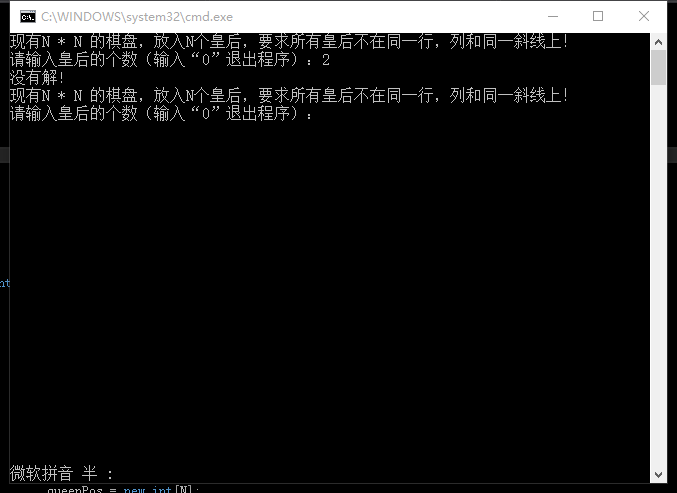 C:\WINDOWS\system32\cmd.exe
现有N * N 的棋盘，放入N个皇后，要求所有皇后不在同一行，列和同一斜线上！
请输入皇后的个数（输入“0”退出程序）：2
没有解！
现有N * N 的棋盘，放入N个皇后，要求所有皇后不在同一行，列和同一斜线上！
请输入皇后的个数（输入“0”退出程序）：
nt
微软拼音 半 ：
queenPos = new int[N];